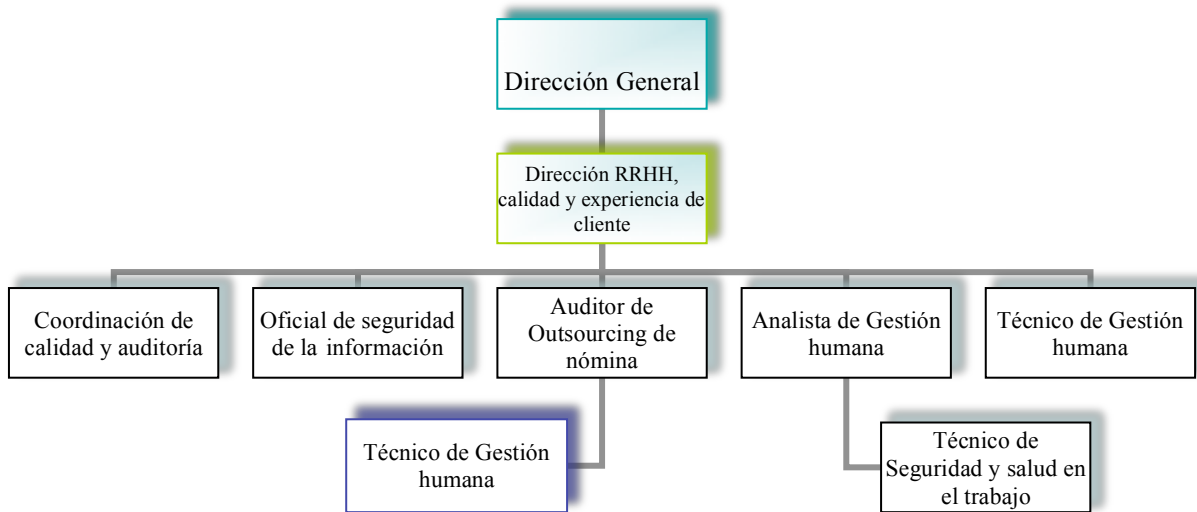 Dirección General
Dirección RRHH,
calidad y experiencia de
cliente
Coordinación de
calidad y auditoría
Oficial de seguridad
de la información
Auditor de
Outsourcing de
nómina
Analista de Gestión
humana
Técnico de Gestión
humana
Técnico de Gestión
humana
Técnico de
Seguridad y salud en
el trabajo